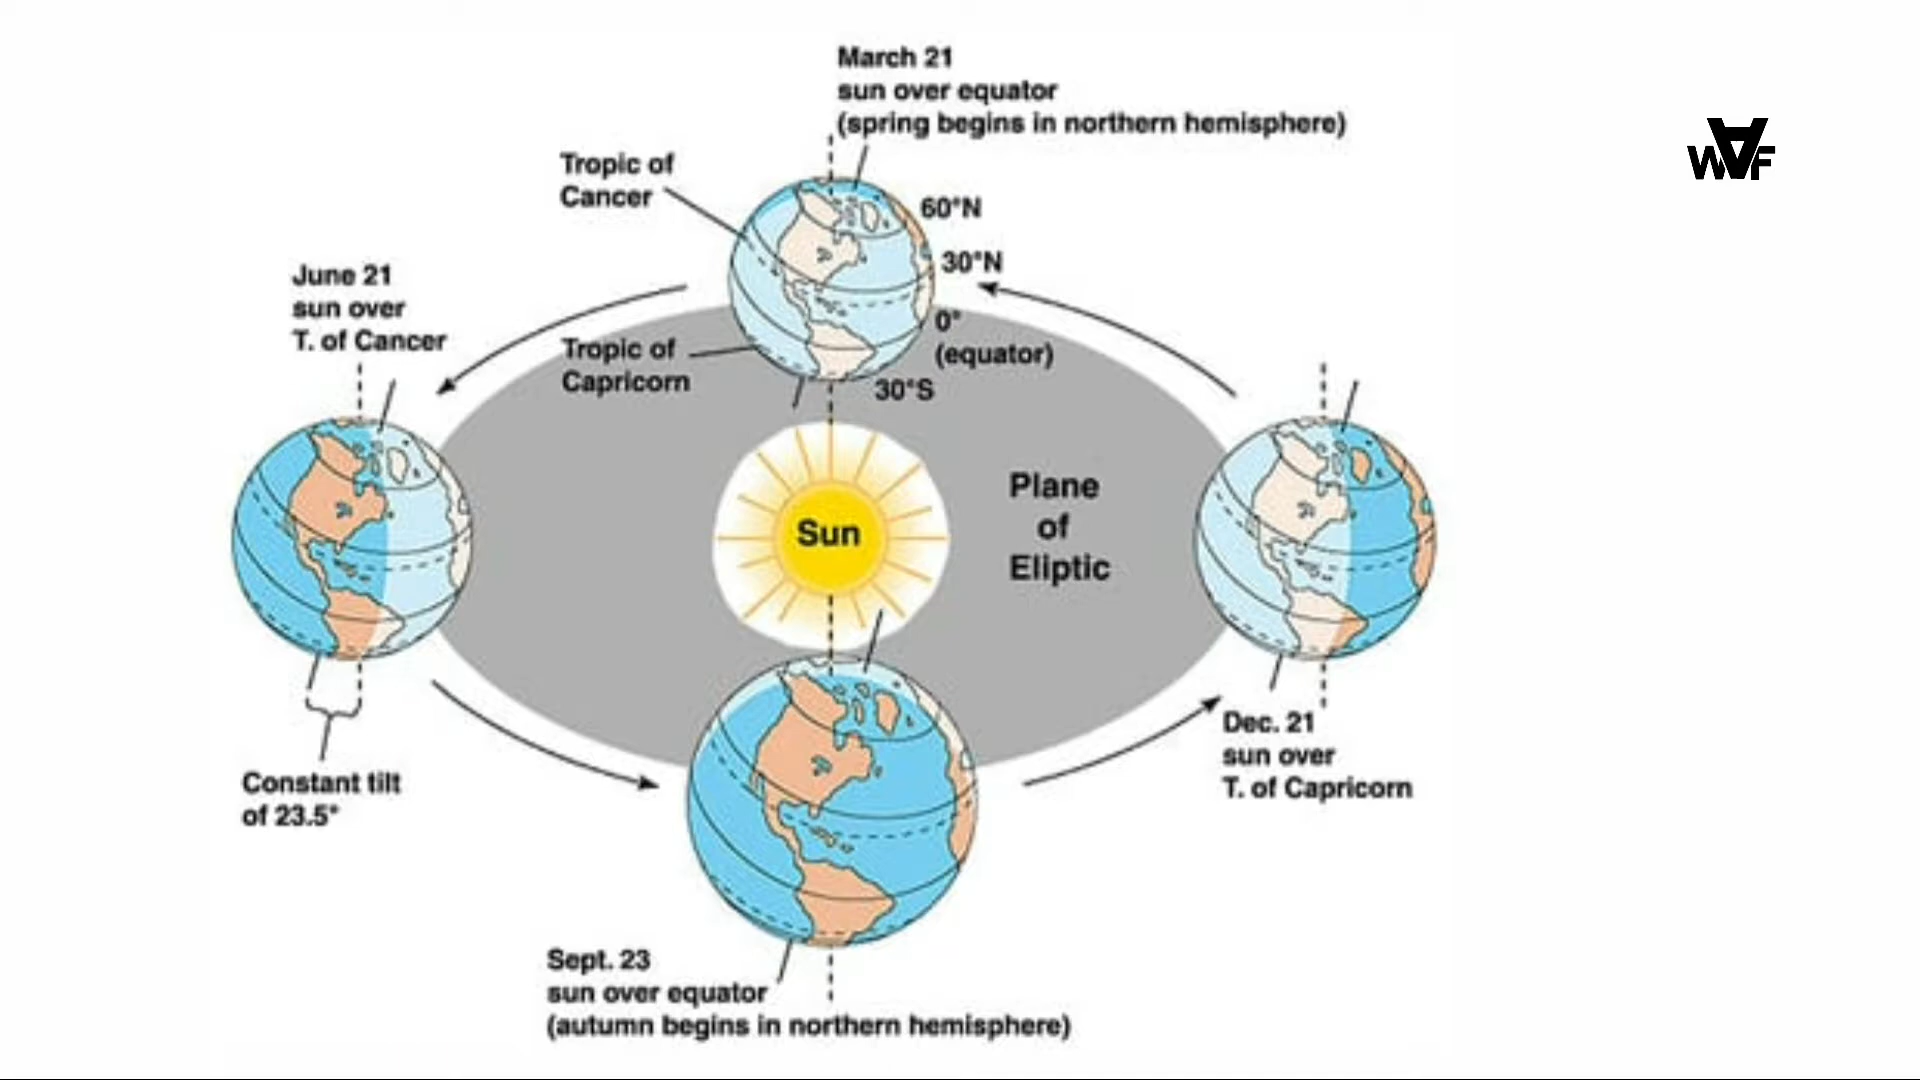 March 21
sun over equator
(spring begins in northern hemisphere)
WAF
Tropic of
Cancer
60°N
30°N
June 21
sun over
T. of Cancer
0°
(equator)
Tropic of
Capricorn
30°S
Sun
Plane
of
Eliptic
Dec. 21
sun over
T. of Capricorn
Constant tilt
of 23.5°
Sept. 23
sun over equator
(autumn begins in northern hemisphere)